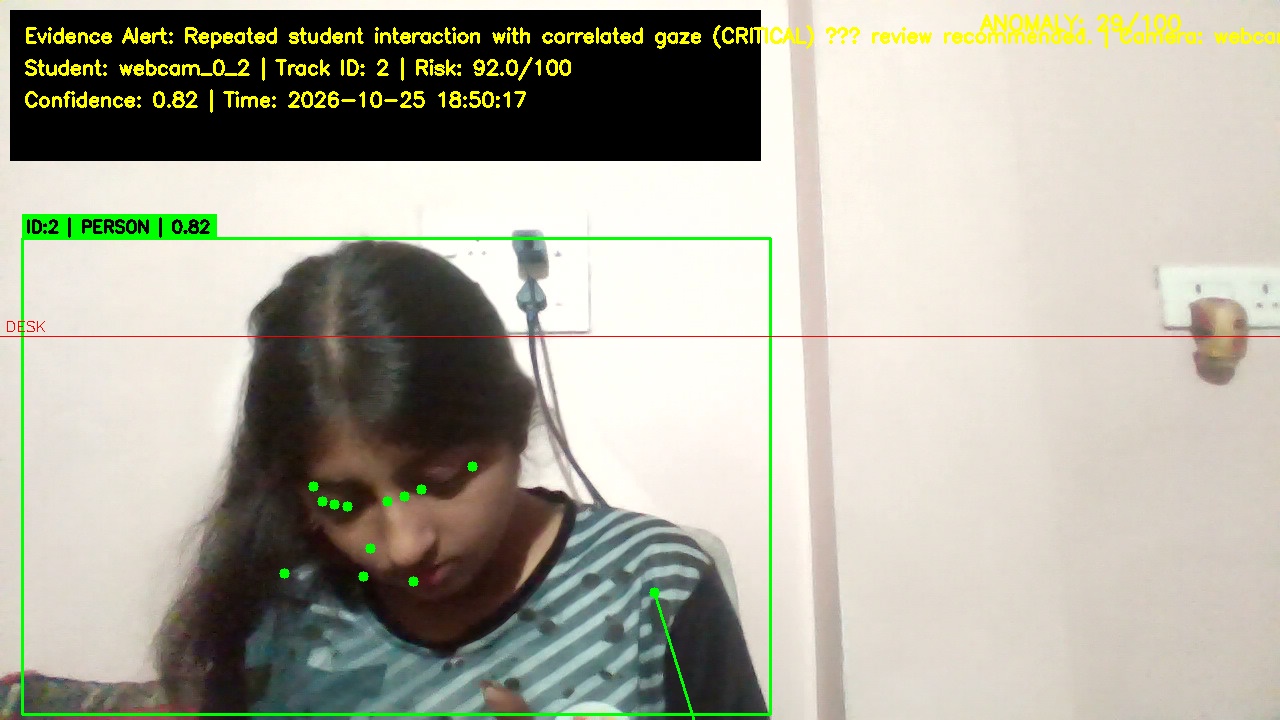 ANOMALY: 29/100
Evidence Alert: Repeated student interaction with correlated gaze (CRITICAL) ??? review recommended. | Camera: webcam
Student: webcam_0_2 | Track ID: 2 | Risk: 92.0/100
Confidence: 0.82 | Time: 2026-10-25 18:50:17
ID:2 | PERSON | 0.82
DESK